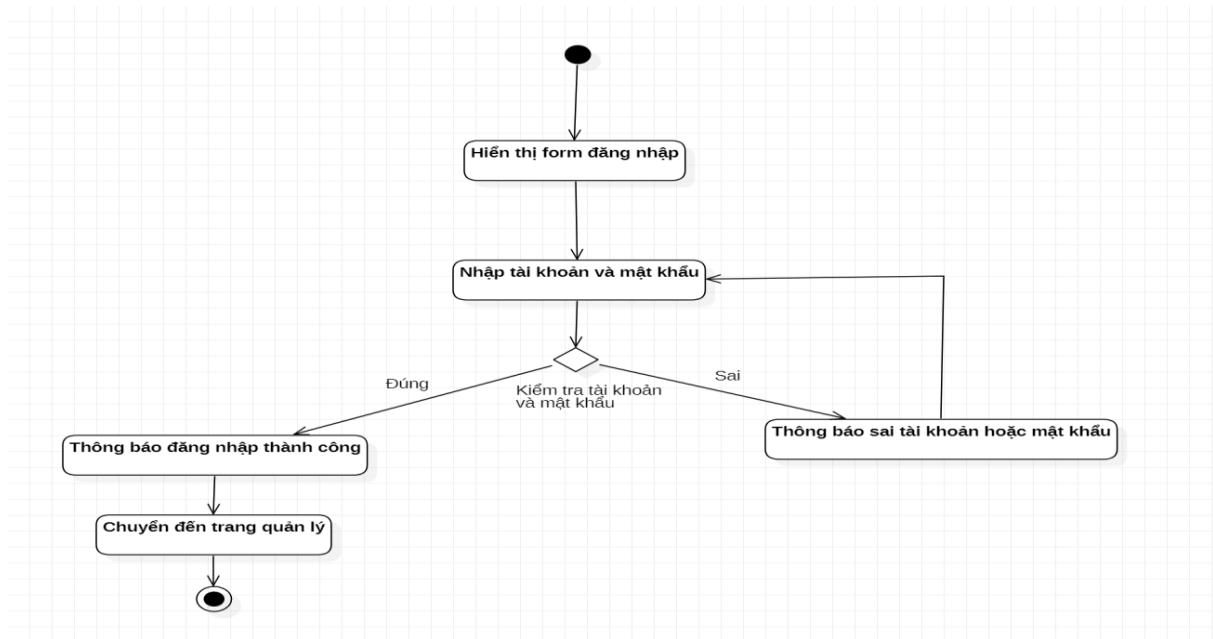 Hiển thị form đăng nhập
Nhập tài khoản và mật khẩu
Đúng
Kiểm tra tài khoản
và mật khẩu
Sai
Thông báo đăng nhập thành công
Thông báo sai tài khoản hoặc mật khẩu
Chuyển đến trang quản lý